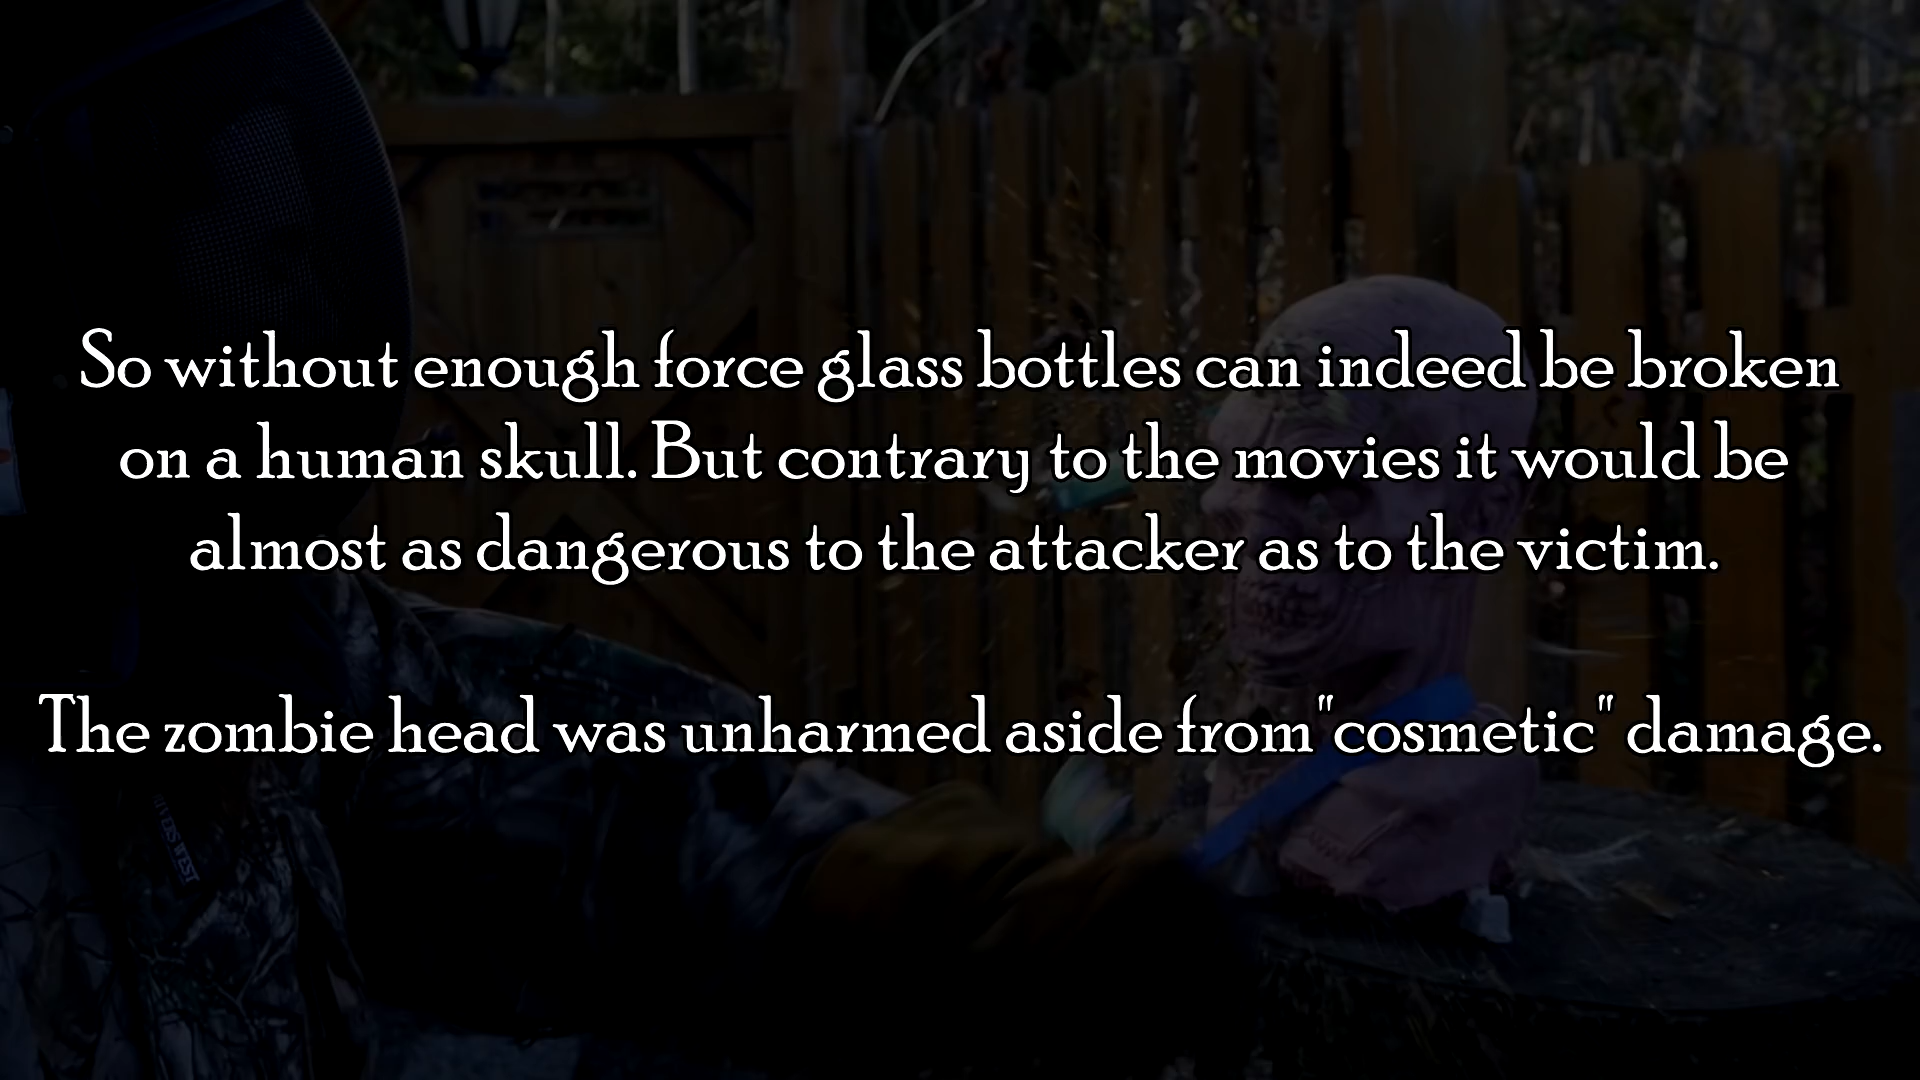 So without enough force glass bottles can indeed be broken
on a human skull. But contrary to the movies it would be
almost as dangerous to the attacker as to the victim.
The zombie head was unharmed aside from "cosmetic" damage.